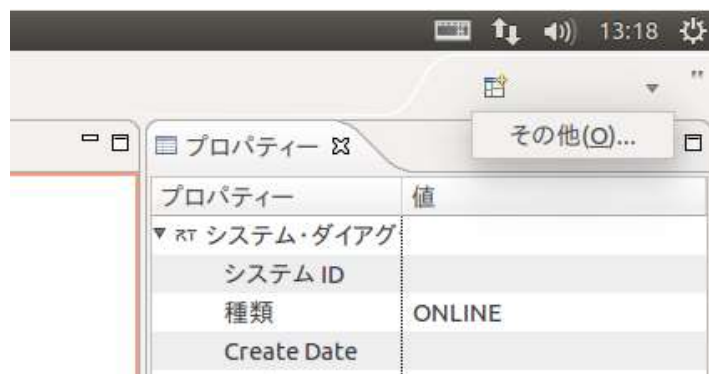 13:18
その他(O)...
プロパティー
プロパティー 値
RT システム・ダイアグ
システム ID
種類 ONLINE
Create Date